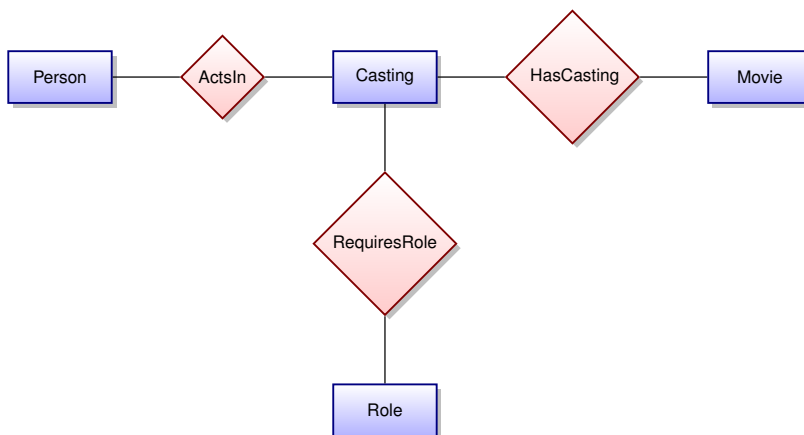 Person
ActsIn
Casting
HasCasting
Movie
RequiresRole
Role